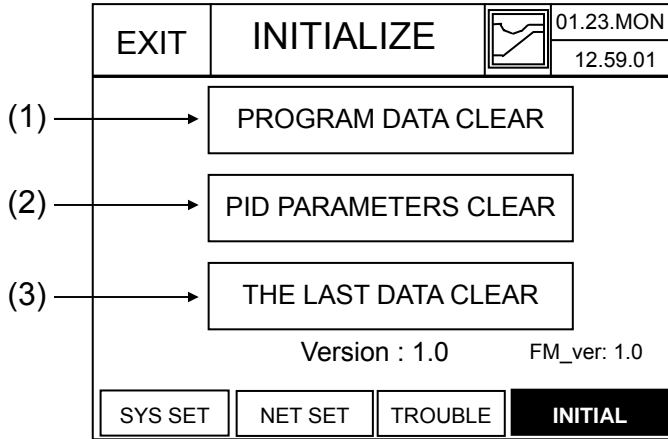 EXIT INITIALIZE 01.23.MON
12.59.01
(1) PROGRAM DATA CLEAR
(2) PID PARAMETERS CLEAR
(3) THE LAST DATA CLEAR
Version : 1.0 FM_ver: 1.0
SYS SET NET SET TROUBLE INITIAL